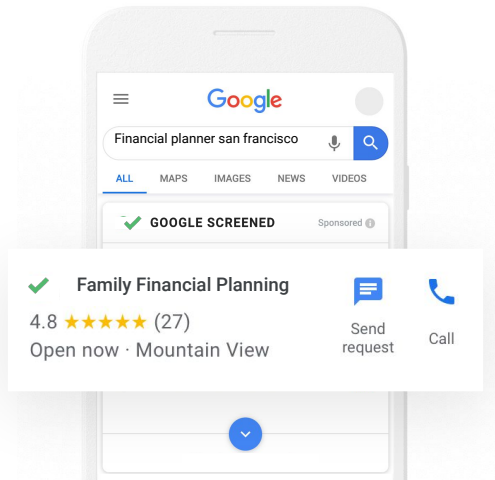 Google
Financial planner san francisco
ALL MAPS IMAGES NEWS VIDEOS
GOOGLE SCREENED Sponsored
Family Financial Planning
4.8 ★★★★★ (27)
Open now · Mountain View
Send
request
Call